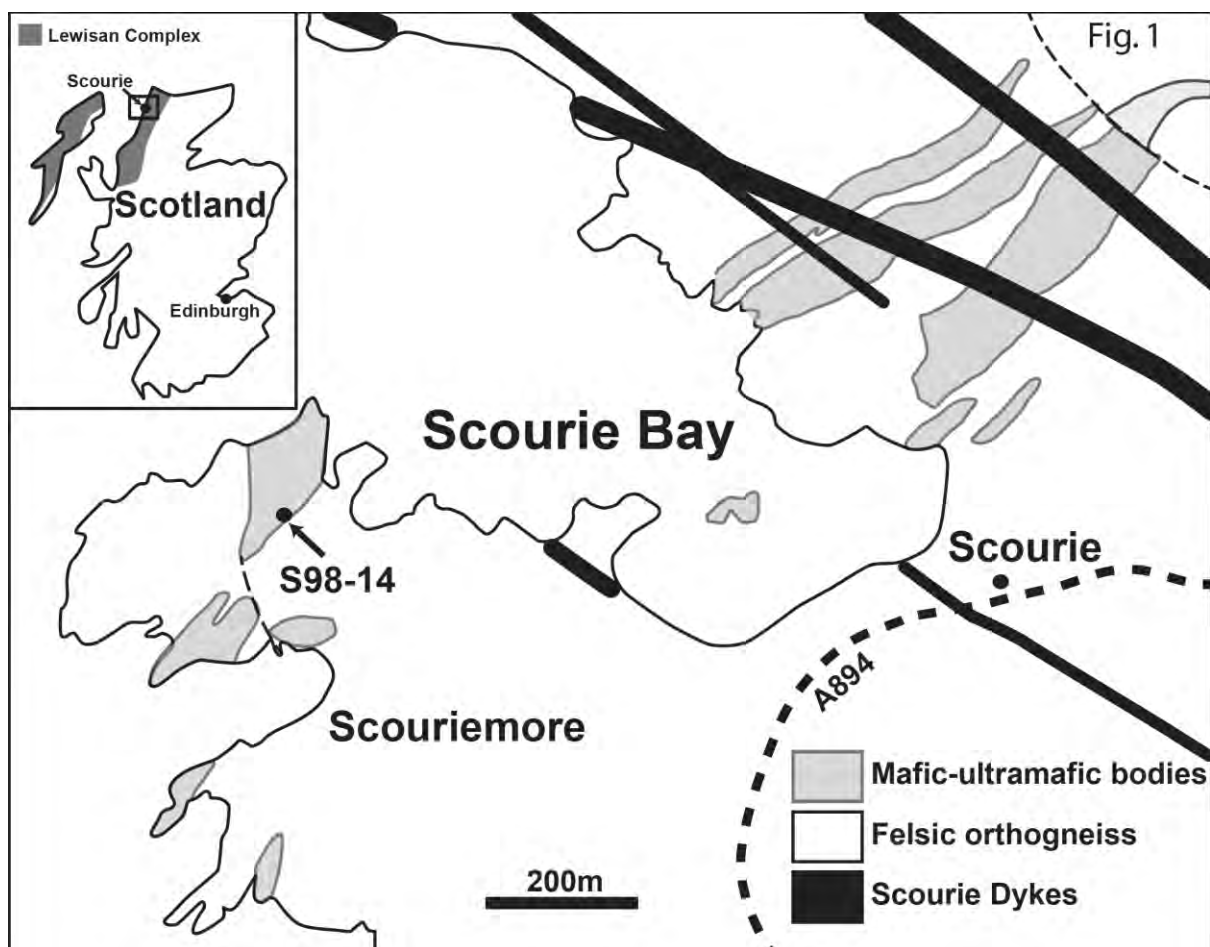 Lewisan Complex
Scourie
Scotland
Edinburgh
Fig. 1
Scourie Bay
S98-14
Scourie
A894
Scouriemore
Mafic-ultramafic bodies
Felsic orthogneiss
Scourie Dykes
200m